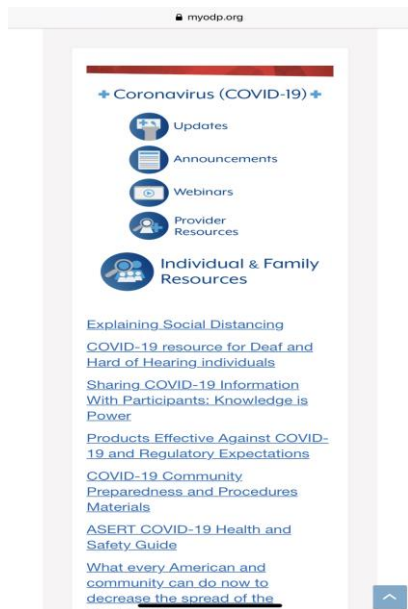 myodp.org
Coronavirus (COVID-19)
Updates
Announcements
Webinars
Provider
Resources
Individual & Family
Resources
Explaining Social Distancing
COVID-19 resource for Deaf and
Hard of Hearing individuals
Sharing COVID-19 Information
With Participants: Knowledge is
Power
Products Effective Against COVID-
19 and Regulatory Expectations
COVID-19 Community
Preparedness and Procedures
Materials
ASERT COVID-19 Health and
Safety Guide
What every American and
community can do now to
decrease the spread of the